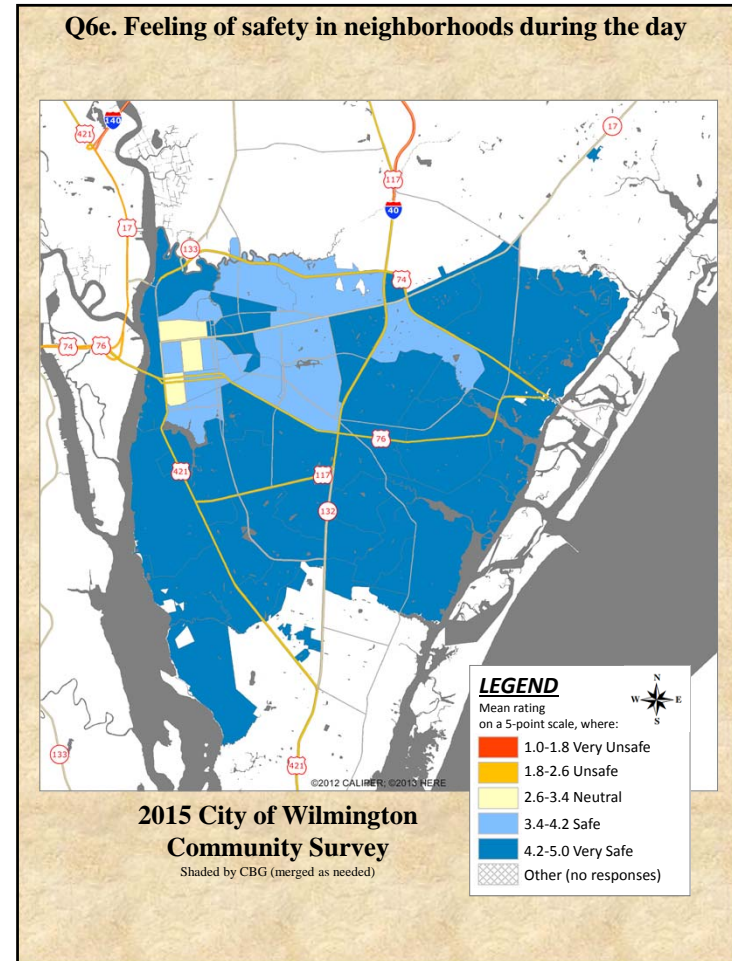 Q6e. Feeling of safety in neighborhoods during the day
140
421
17
117
17
40
133
74
74
76
76
421
117
132
133
421
©2012 CALIPER; ©2013 HERE
LEGEND
Mean rating
on a 5-point scale, where:
N
W E
S
1.0-1.8 Very Unsafe
1.8-2.6 Unsafe
2.6-3.4 Neutral
3.4-4.2 Safe
4.2-5.0 Very Safe
Other (no responses)
2015 City of Wilmington
Community Survey
Shaded by CBG (merged as needed)